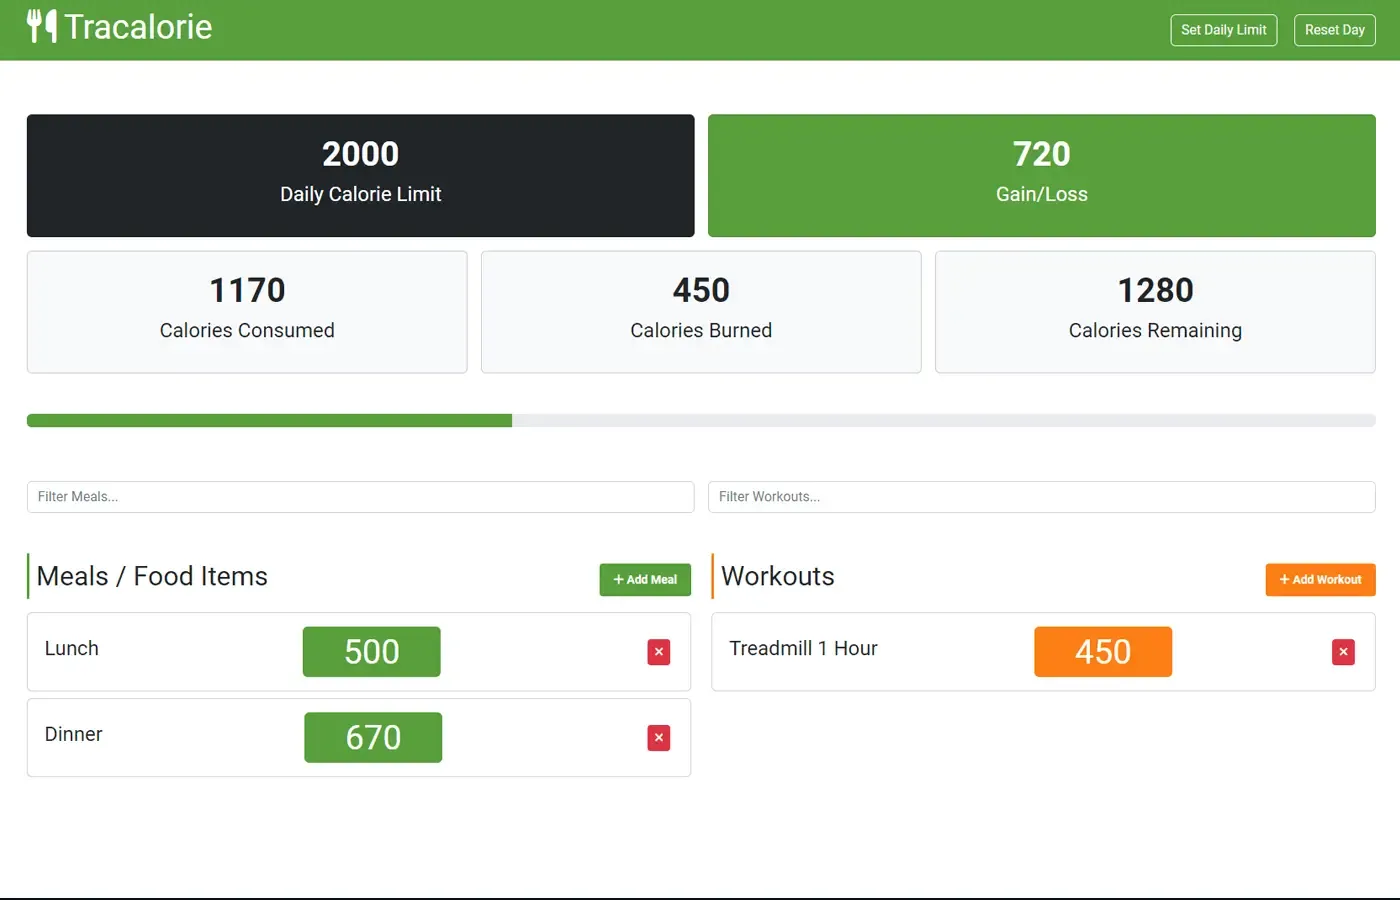 Tracalorie
Set Daily Limit
Reset Day
2000
Daily Calorie Limit
720
Gain/Loss
1170
Calories Consumed
450
Calories Burned
1280
Calories Remaining
Filter Meals...
Filter Workouts...
Meals / Food Items
+ Add Meal
Lunch
500
×
Dinner
670
×
Workouts
+ Add Workout
Treadmill 1 Hour
450
×